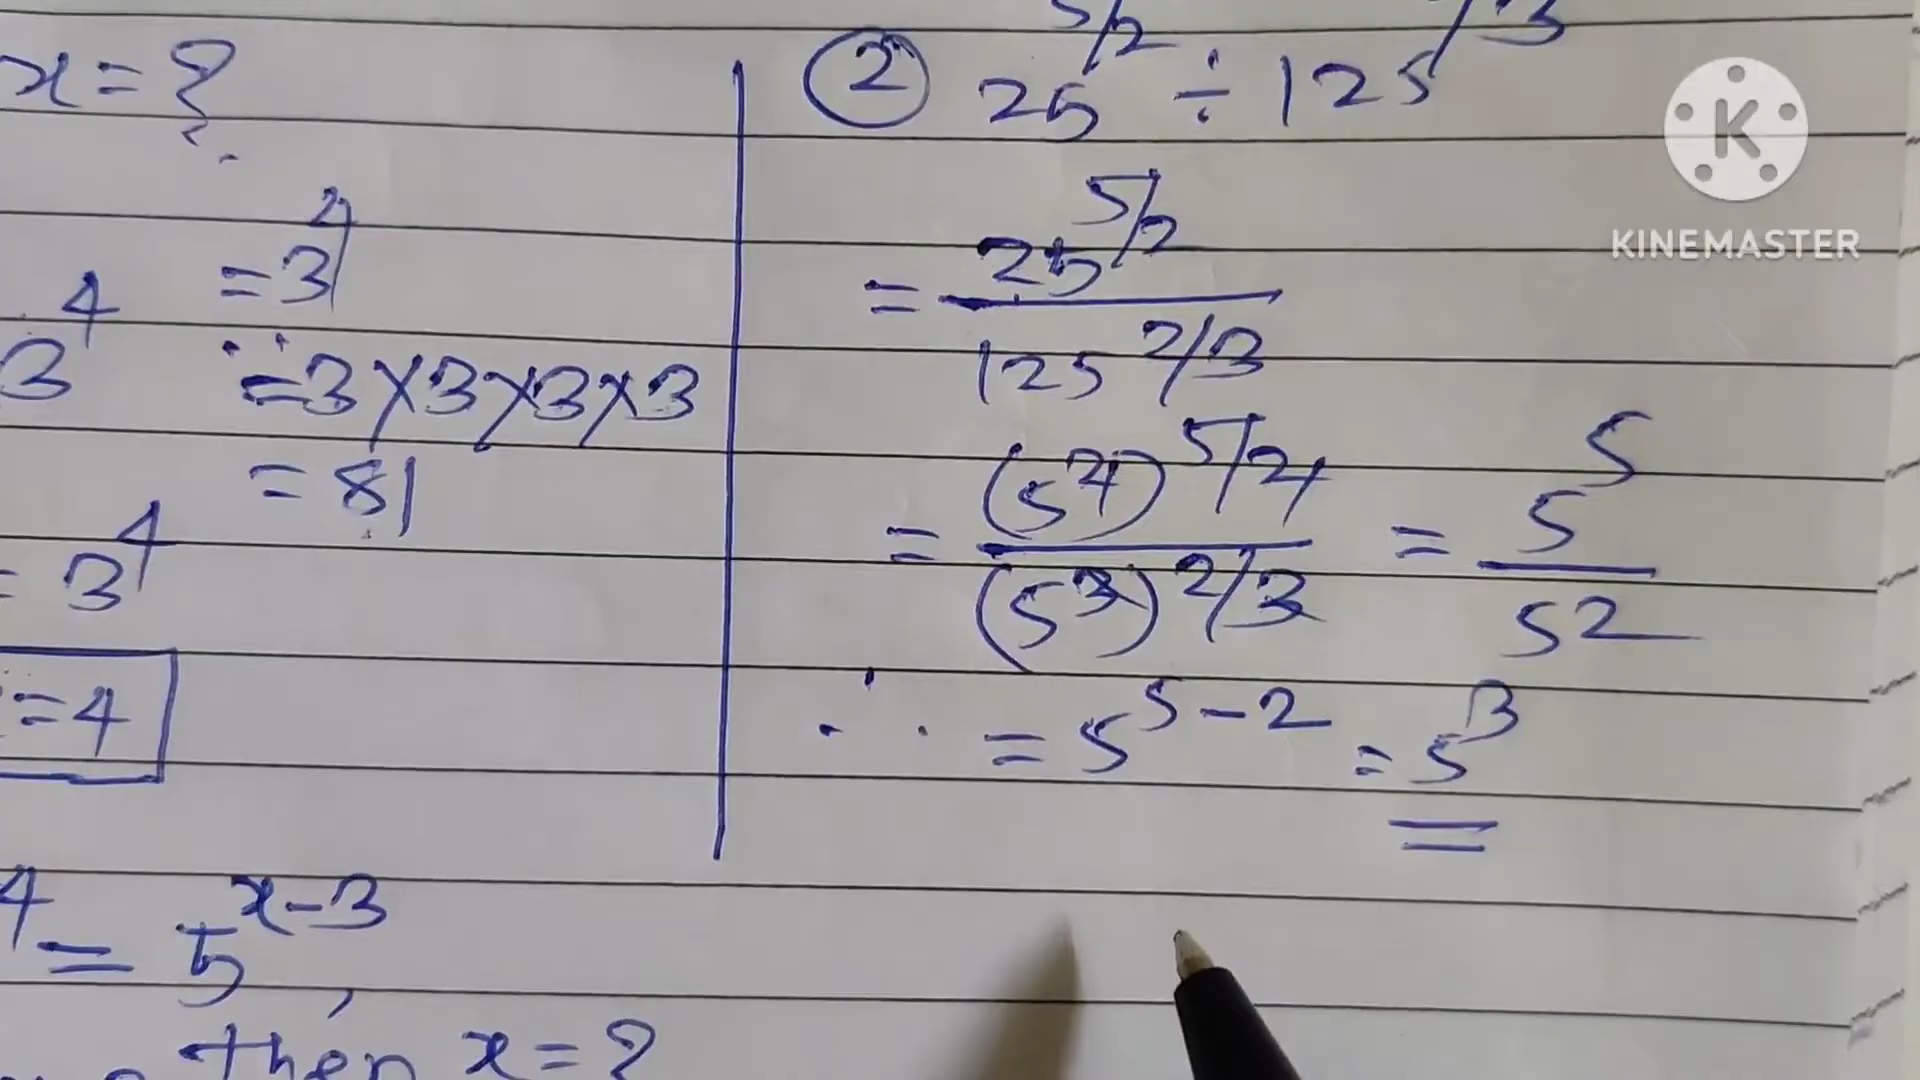 x = ?
= 3^4
3^4
∵ = 3×3×3×3
= 81
= 3^4
= 4
4 = 5^(x-3),
then x = ?
② 25^(5/2) ÷ 125^(2/3)
= 25^(5/2) / 125^(2/3)
= (5^2)^(5/2) / (5^3)^(2/3) = 5^5 / 5^2
∴ = 5^(5-2) = 5^3
K
KINEMASTER